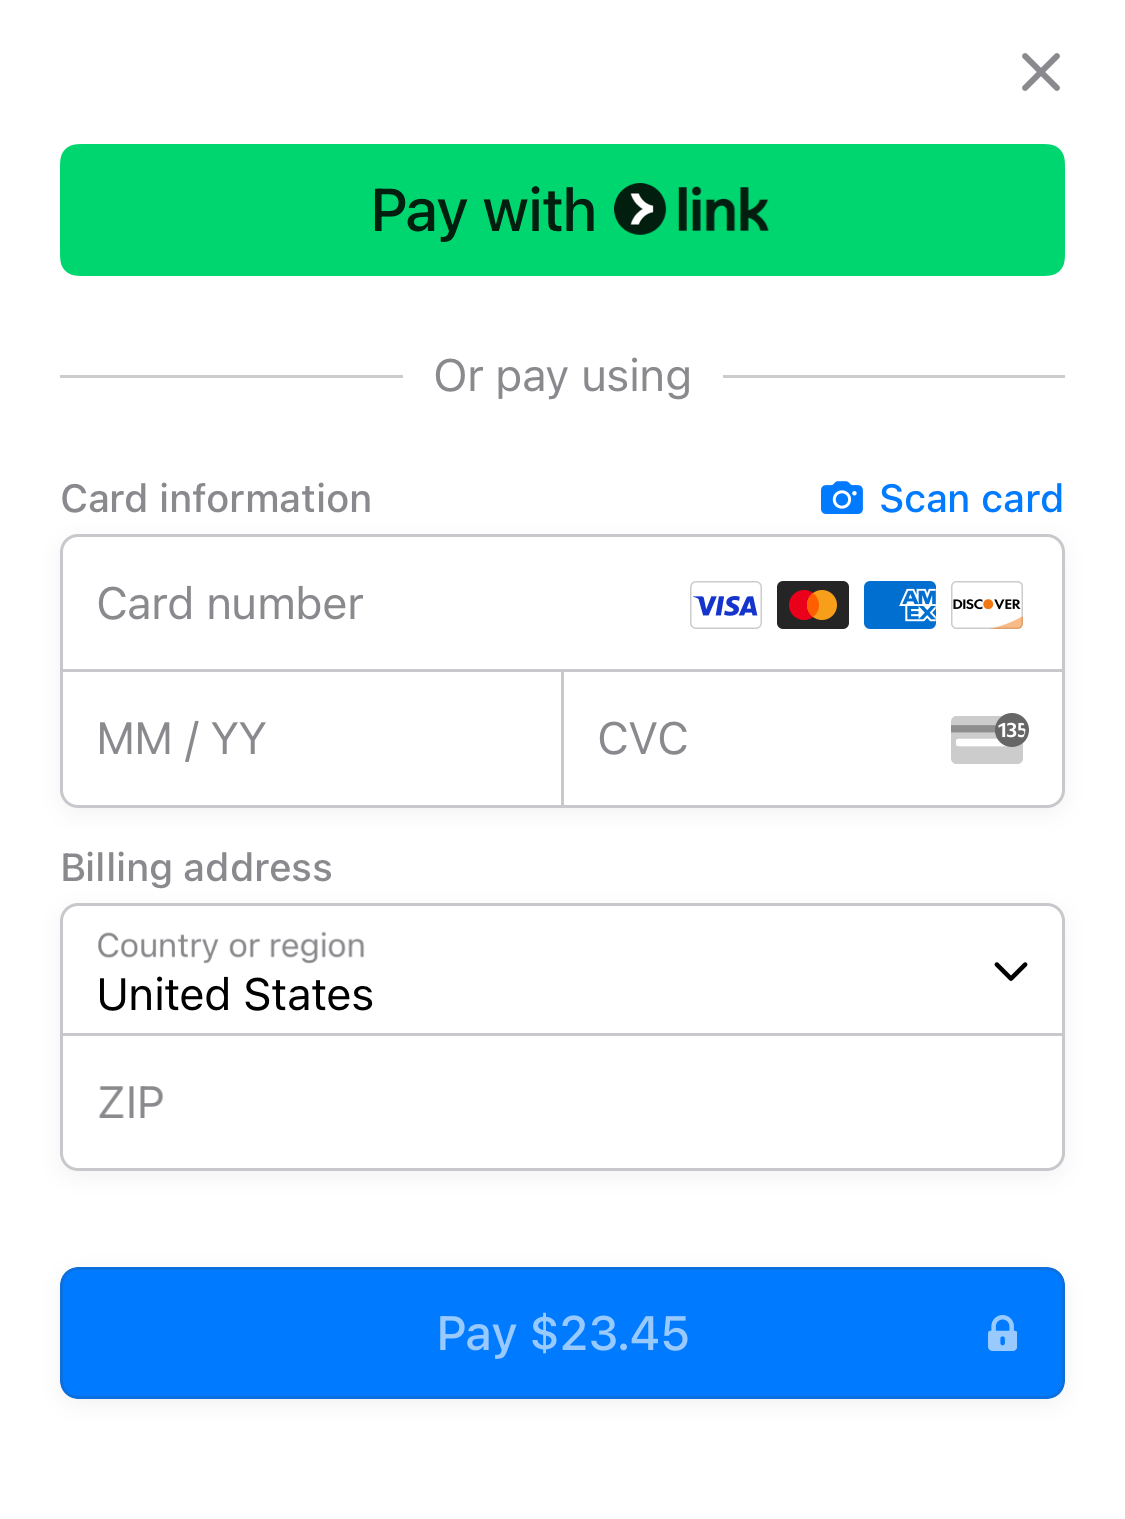 Pay with link
Or pay using
Card information
Scan card
Card number
VISA
AM
EX
DISCOVER
MM / YY
CVC
135
Billing address
Country or region
United States
ZIP
Pay $23.45